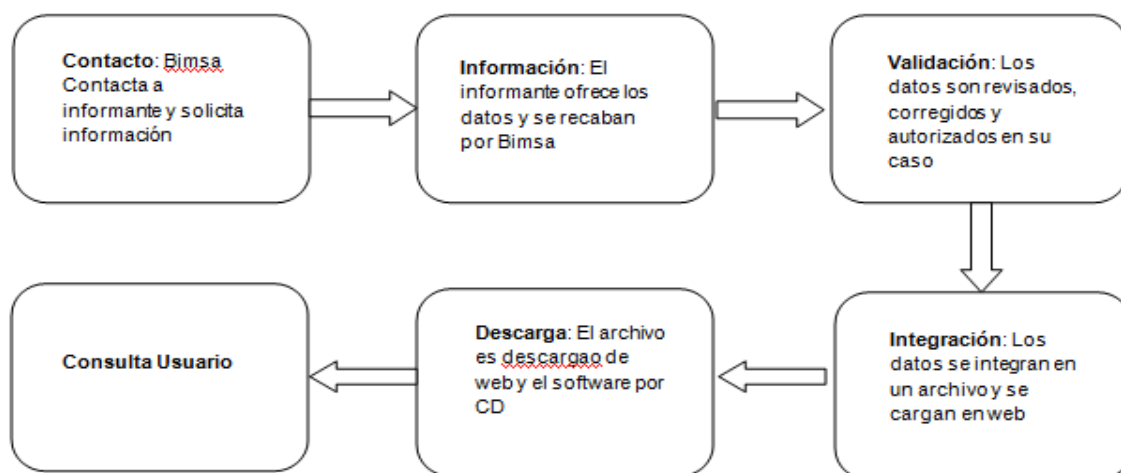 Contacto: Bimsa
Contacta a
informante y solicita
información
Información: El
informante ofrece los
datos y se recaban
por Bimsa
Validación: Los
datos son revisados,
corregidos y
autorizados en su
caso
Integración: Los
datos se integran en
un archivo y se
cargan en web
Descarga: El archivo
es descargao de
web y el software por
CD
Consulta Usuario